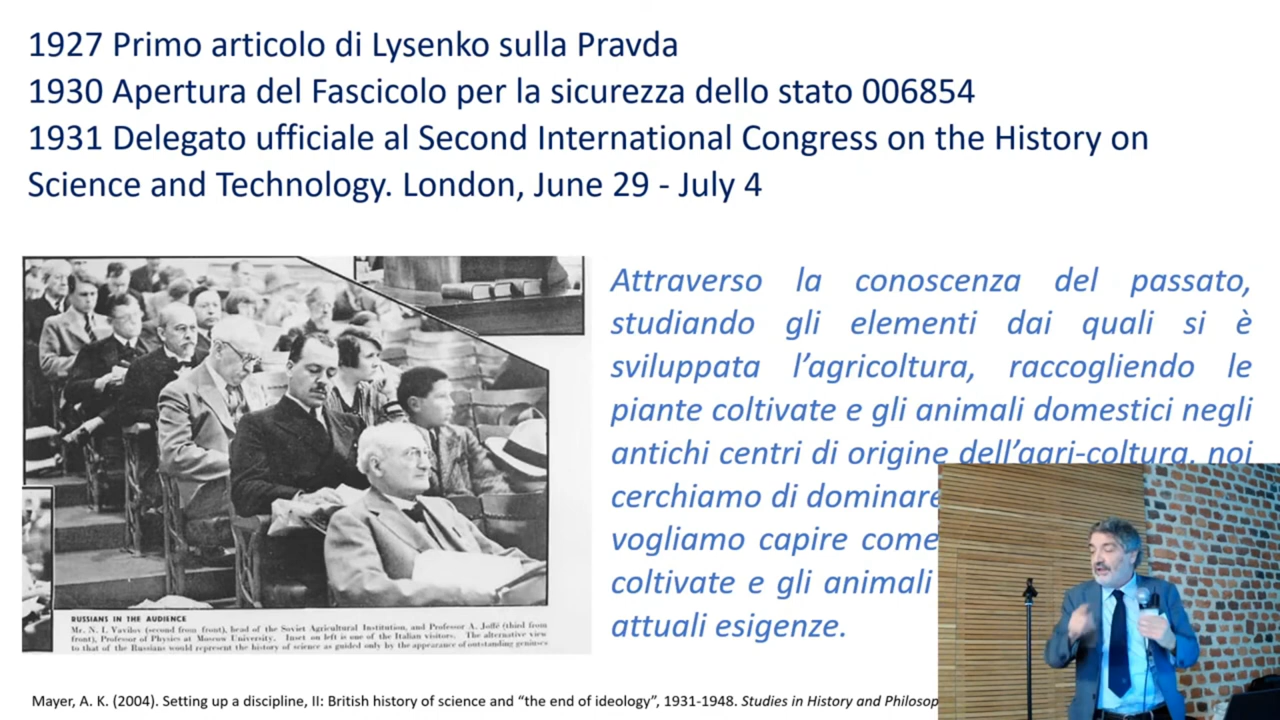 1927 Primo articolo di Lysenko sulla Pravda
1930 Apertura del Fascicolo per la sicurezza dello stato 006854
1931 Delegato ufficiale al Second International Congress on the History on
Science and Technology. London, June 29 - July 4
Attraverso la conoscenza del passato,
studiando gli elementi dai quali si è
sviluppata l’agricoltura, raccogliendo le
piante coltivate e gli animali domestici negli
antichi centri di origine dell’agri-coltura, noi
cerchiamo di dominare
vogliamo capire come
coltivate e gli animali
attuali esigenze.
RUSSIANS IN THE AUDIENCE
Mr. N. I. Vavilov (second from front), head of the Soviet Agricultural Institution, and Professor A. Joffé (third from
front), Professor of Physics at Moscow University. Inset on left is one of the Italian visitors. The alternative view
to that of the Russians would represent the history of science as guided only by the appearance of outstanding geniuses
Mayer, A. K. (2004). Setting up a discipline, II: British history of science and “the end of ideology”, 1931-1948. Studies in History and Philosop